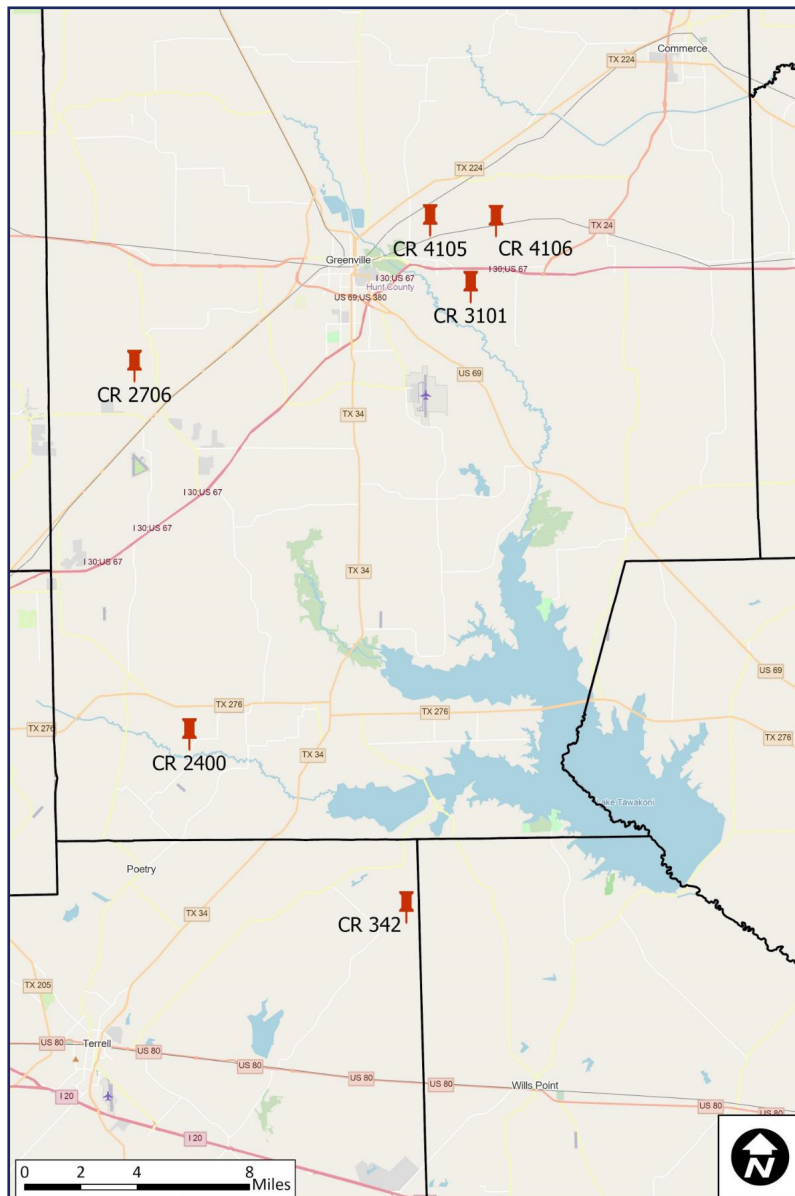 Commerce
TX 224
TX 224
TX 24
CR 4105
CR 4106
Greenville
I 30;US 67
I 30;US 67
Hunt County
US 69;US 380
CR 3101
US 69
CR 2706
TX 34
I 30;US 67
I 30;US 67
TX 34
US 69
TX 276
TX 276
TX 276
TX 276
CR 2400
TX 34
Lake Tawakoni
Poetry
TX 34
CR 342
TX 205
Terrell
US 80
US 80
US 80
US 80
US 80
Wills Point
US 80
US 80
I 20
I 20
0 2 4 8
Miles
N